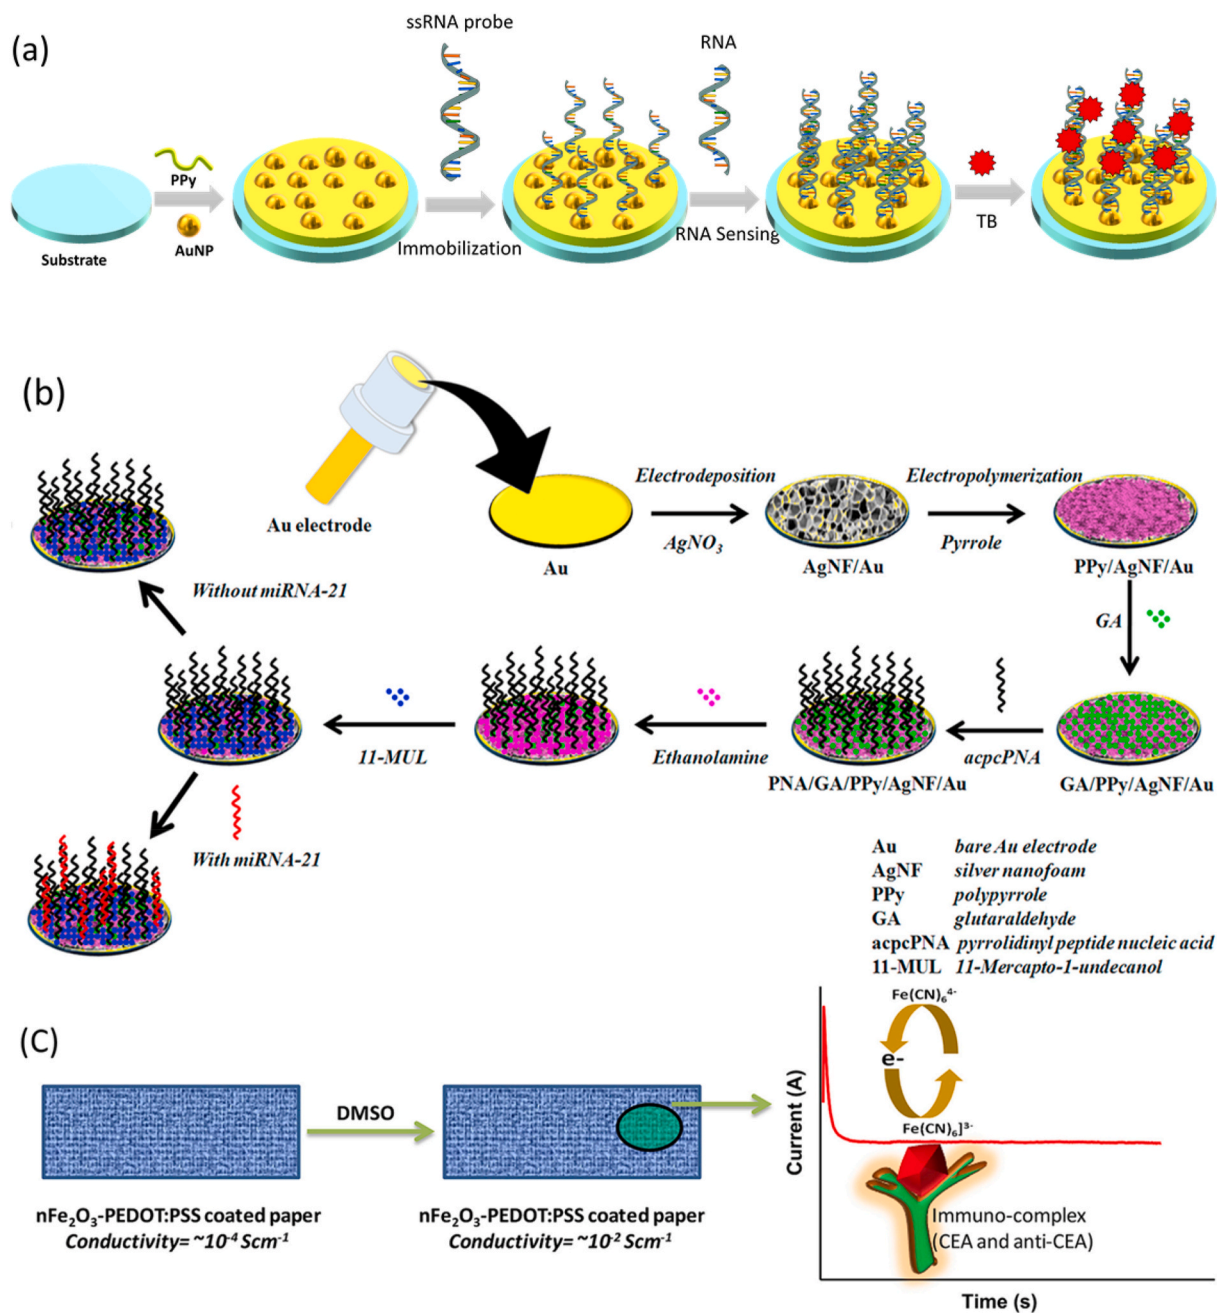 (a)
ssRNA probe
RNA
PPy
AuNP
Substrate
Immobilization
RNA Sensing
TB
(b)
Au electrode
Au
Electrodeposition
AgNO3
AgNF/Au
Electropolymerization
Pyrrole
PPy/AgNF/Au
GA
GA/PPy/AgNF/Au
acpcPNA
PNA/GA/PPy/AgNF/Au
Ethanolamine
11-MUL
Without miRNA-21
With miRNA-21
Au bare Au electrode
AgNF silver nanofoam
PPy polypyrrole
GA glutaraldehyde
acpcPNA pyrrolidinyl peptide nucleic acid
11-MUL 11-Mercapto-1-undecanol
(C)
nFe2O3-PEDOT:PSS coated paper
Conductivity= ~10-4 Scm-1
DMSO
nFe2O3-PEDOT:PSS coated paper
Conductivity= ~10-2 Scm-1
Current (A)
Fe(CN)6 4-
e-
Fe(CN)6]3-
Immuno-complex
(CEA and anti-CEA)
Time (s)